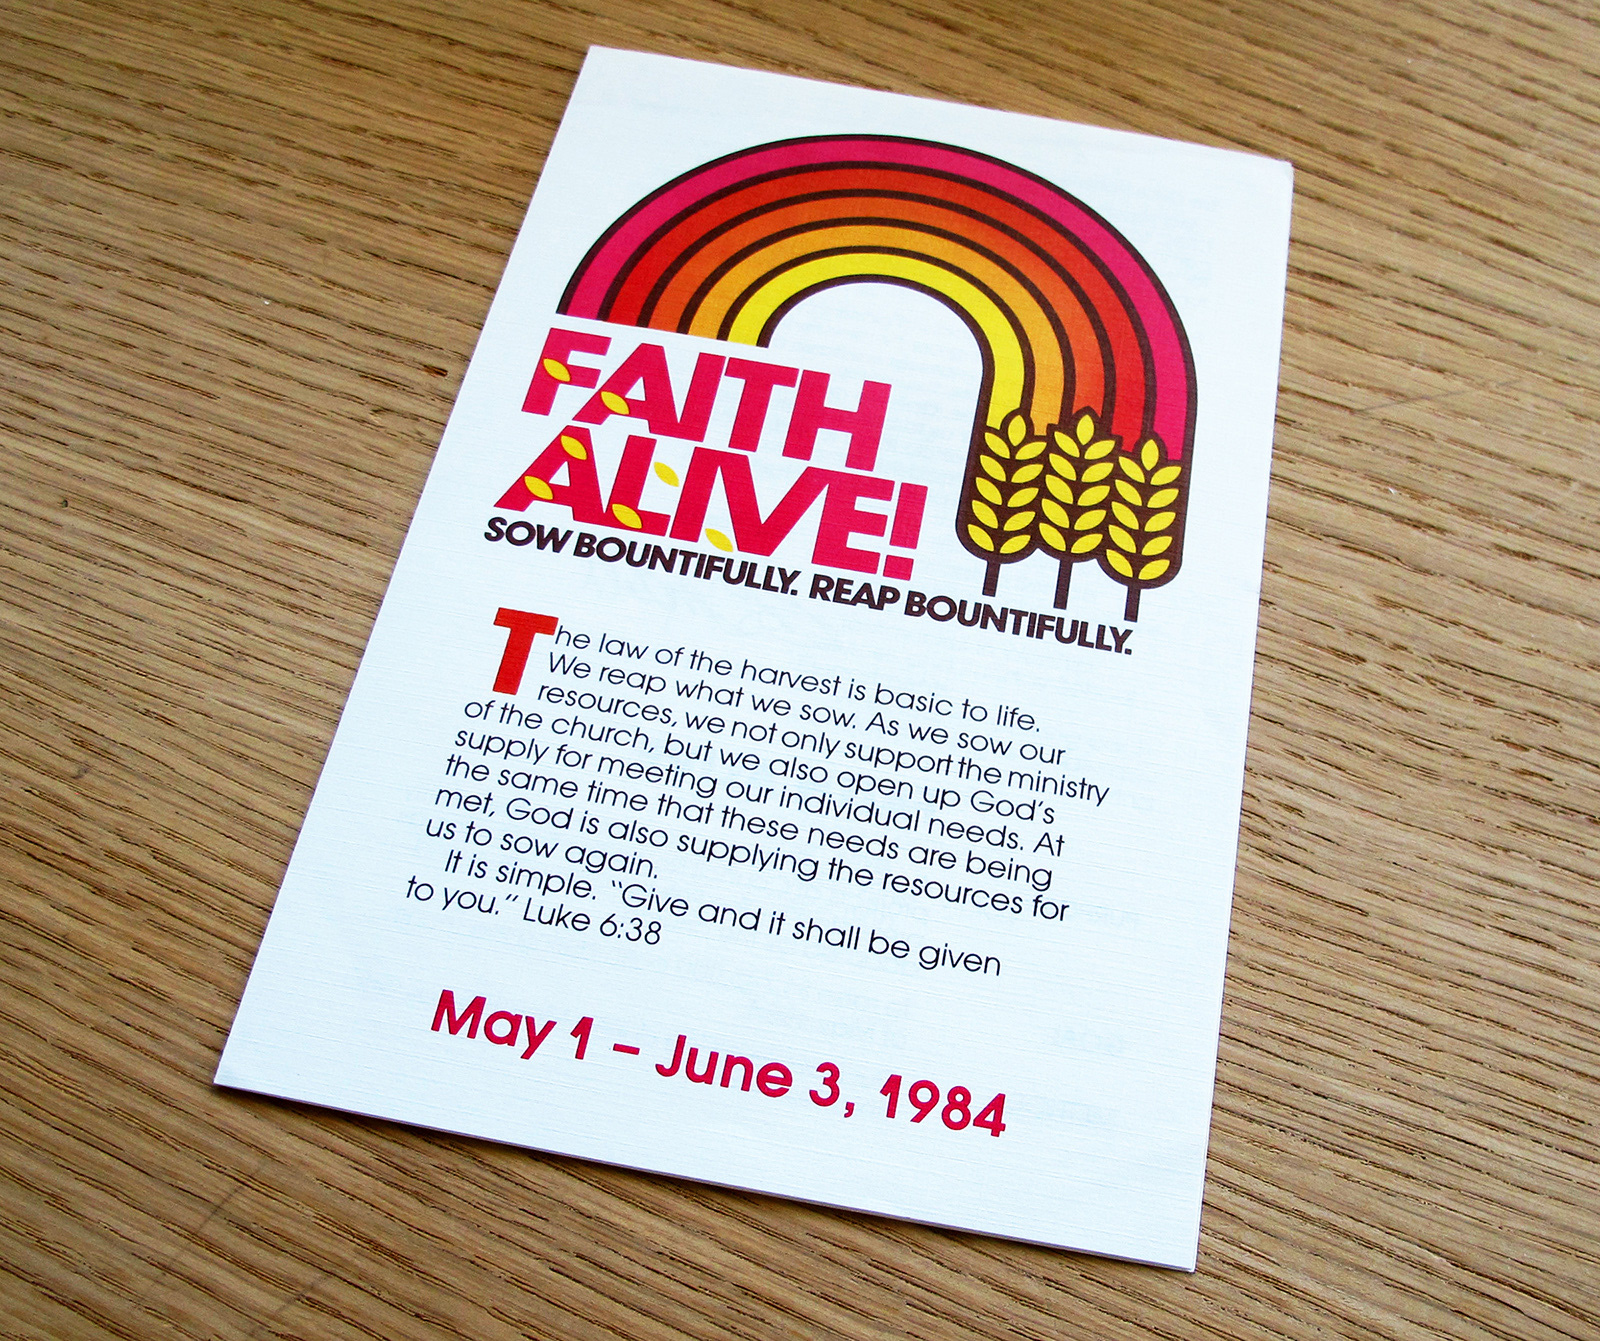 FAITH
ALIVE!
SOW BOUNTIFULLY. REAP BOUNTIFULLY.
The law of the harvest is basic to life.
We reap what we sow. As we sow our
resources, we not only support the ministry
of the church, but we also open up God's
supply for meeting our individual needs. At
the same time that these needs are being
met, God is also supplying the resources for
us to sow again.
It is simple. "Give and it shall be given
to you." Luke 6:38
May 1 – June 3, 1984